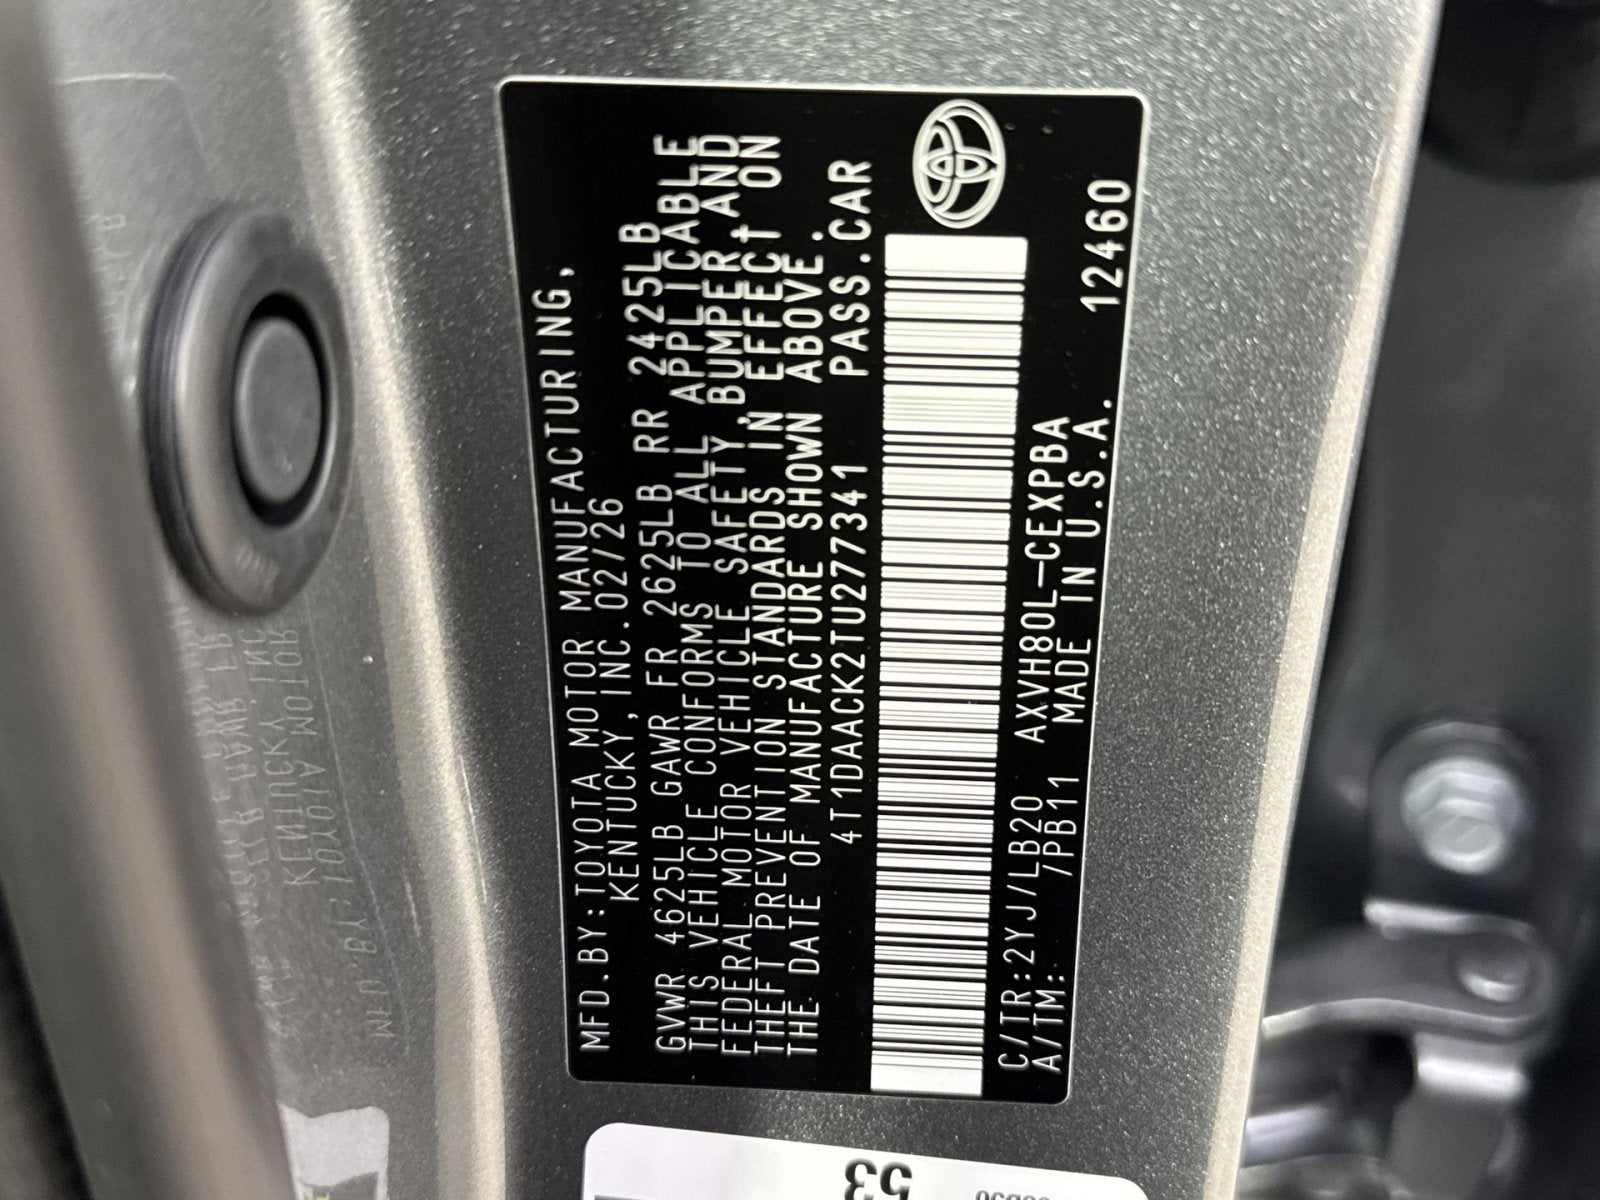 MFD.BY:TOYOTA MOTOR MANUFACTURING,
KENTUCKY,INC.02/26
GVWR 4625LB GAWR FR 2625LB RR 2425LB
THIS VEHICLE CONFORMS TO ALL APPLICABLE
FEDERAL MOTOR VEHICLE SAFETY,BUMPER,AND
THEFT PREVENTION STANDARDS IN EFFECT ON
THE DATE OF MANUFACTURE SHOWN ABOVE.
4T1DAACK2TU277341 PASS.CAR
C/TR:2YJ/LB20 AXVH80L-CEXPBA 12460
A/TM: /PB11 MADE IN U.S.A.
53